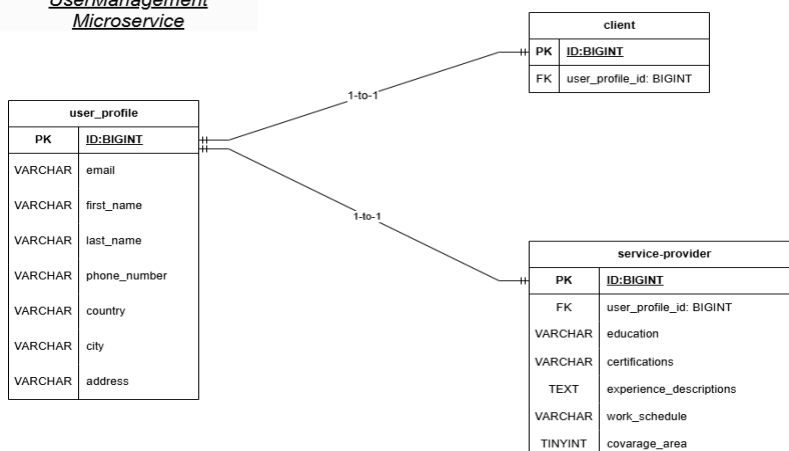 UserManagement
Microservice
client
PK ID:BIGINT
FK user_profile_id: BIGINT
1-to-1
user_profile
PK ID:BIGINT
VARCHAR email
VARCHAR first_name
VARCHAR last_name
VARCHAR phone_number
VARCHAR country
VARCHAR city
VARCHAR address
1-to-1
service-provider
PK ID:BIGINT
FK user_profile_id: BIGINT
VARCHAR education
VARCHAR certifications
TEXT experience_descriptions
VARCHAR work_schedule
TINYINT covarage_area